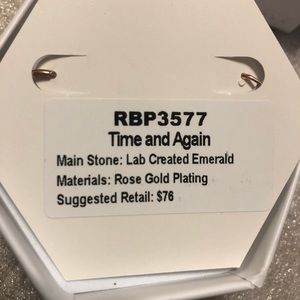 RBP3577
Time and Again
Main Stone: Lab Created Emerald
Materials: Rose Gold Plating
Suggested Retail: $76